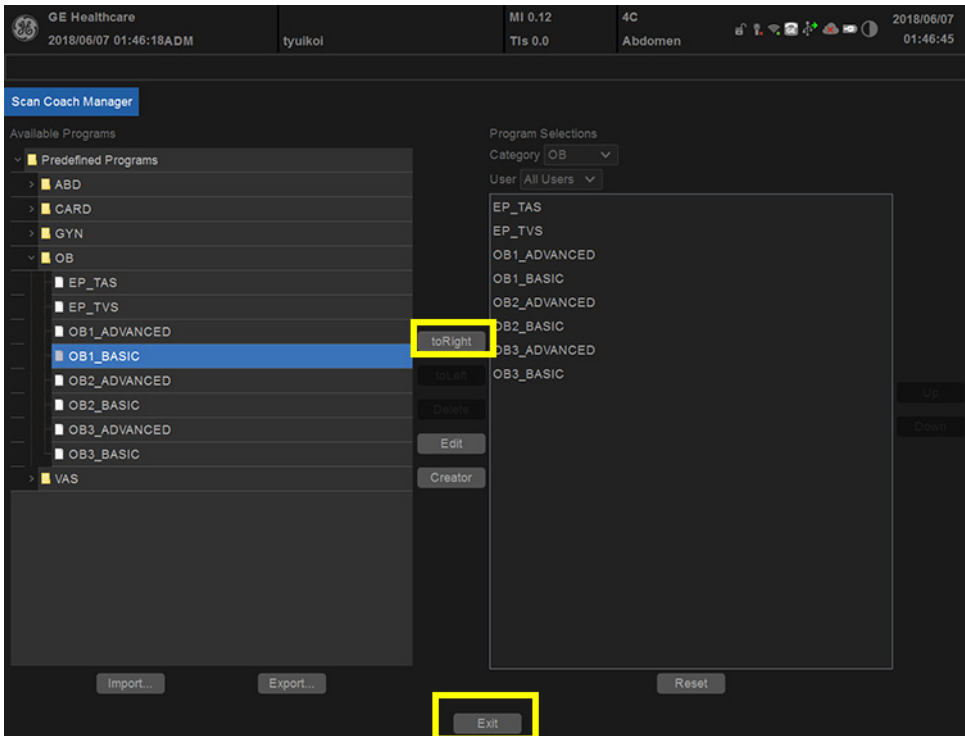 GE Healthcare
2018/06/07 01:46:18ADM
tyuikoi
MI 0.12
TIs 0.0
4C
Abdomen
2018/06/07
01:46:45
Scan Coach Manager
Available Programs
Predefined Programs
ABD
CARD
GYN
OB
EP_TAS
EP_TVS
OB1_ADVANCED
OB1_BASIC
OB2_ADVANCED
OB2_BASIC
OB3_ADVANCED
OB3_BASIC
VAS
toRight
toLeft
Delete
Edit
Creator
Program Selections
Category OB
User All Users
EP_TAS
EP_TVS
OB1_ADVANCED
OB1_BASIC
OB2_ADVANCED
OB2_BASIC
OB3_ADVANCED
OB3_BASIC
Up
Down
Import...
Export...
Reset
Exit